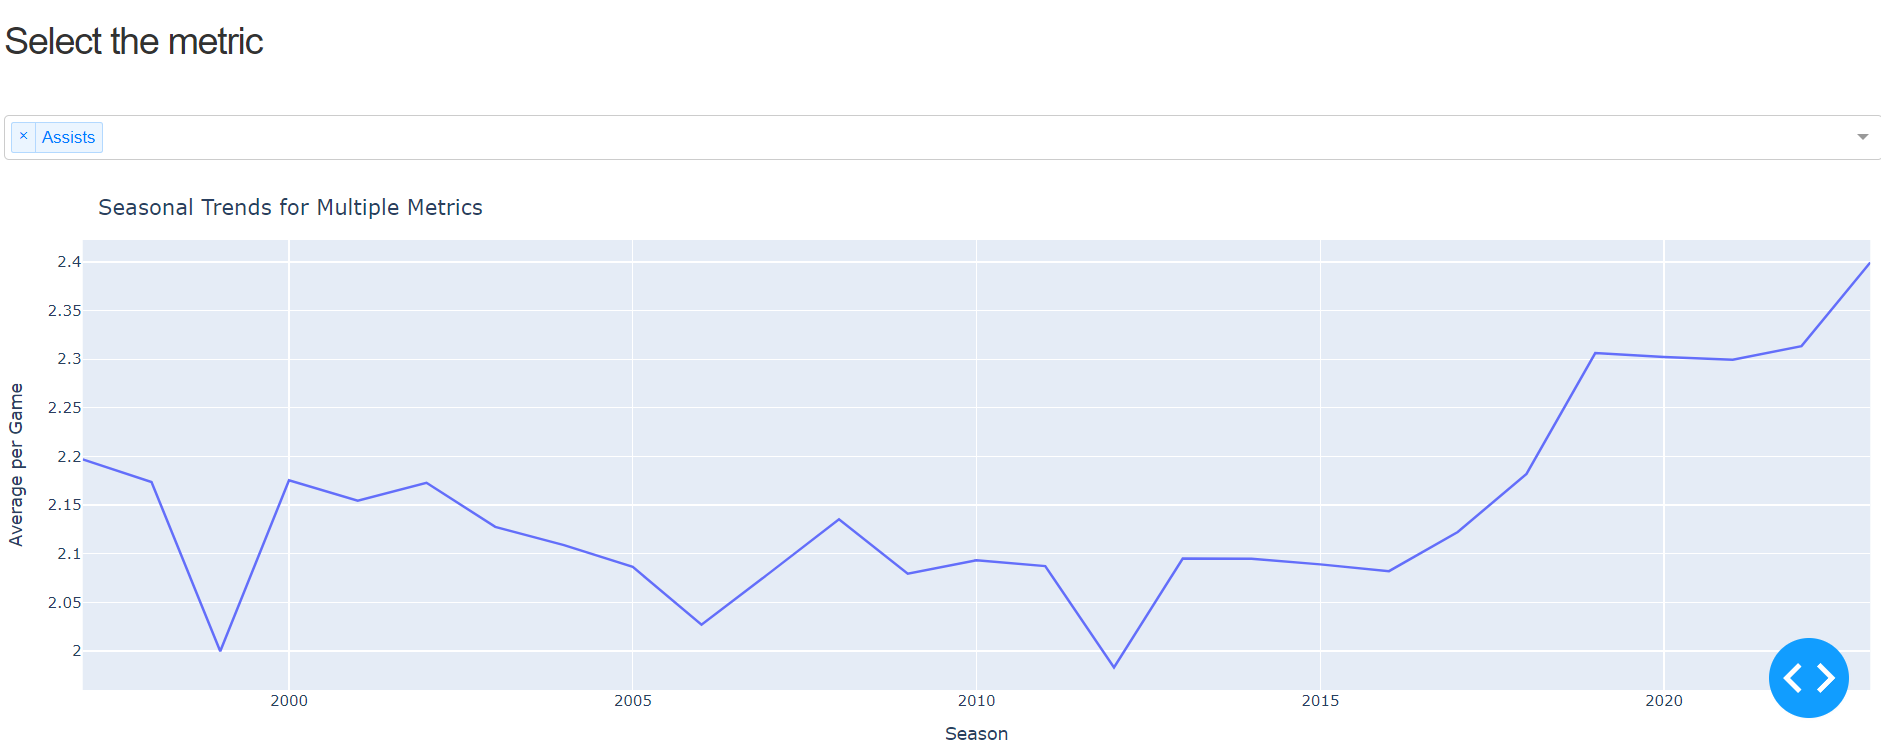 Select the metric
× Assists
Seasonal Trends for Multiple Metrics
2.4
2.35
2.3
2.25
2.2
2.15
2.1
2.05
2
Average per Game
2000 2005 2010 2015 2020
Season